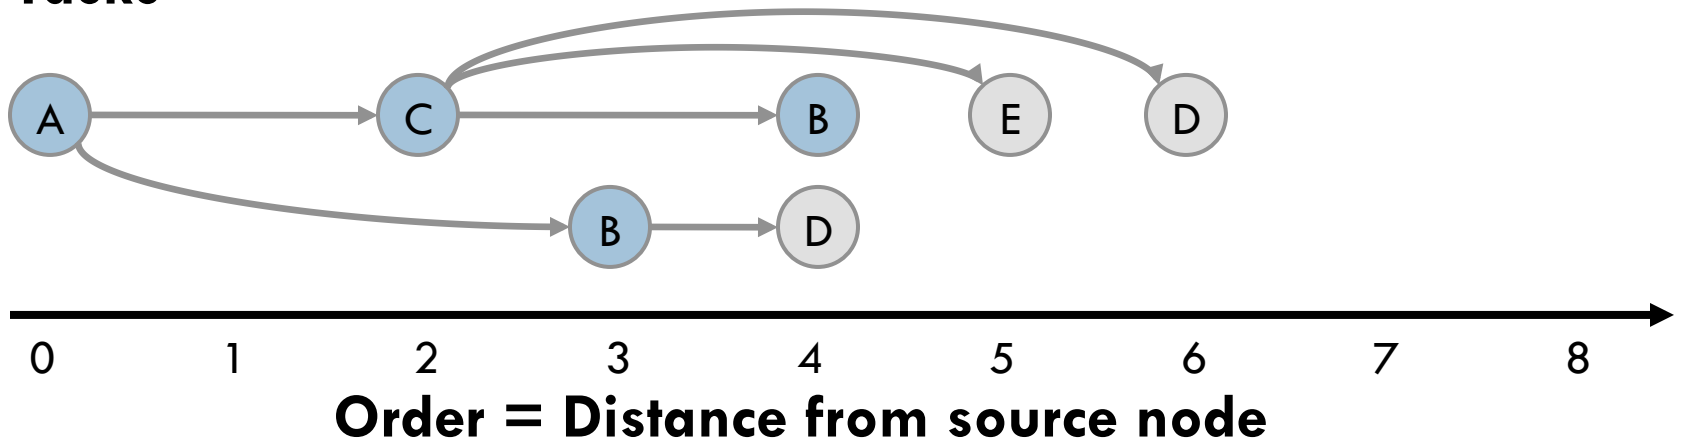 A C B E D
B D
0 1 2 3 4 5 6 7 8
Order = Distance from source node